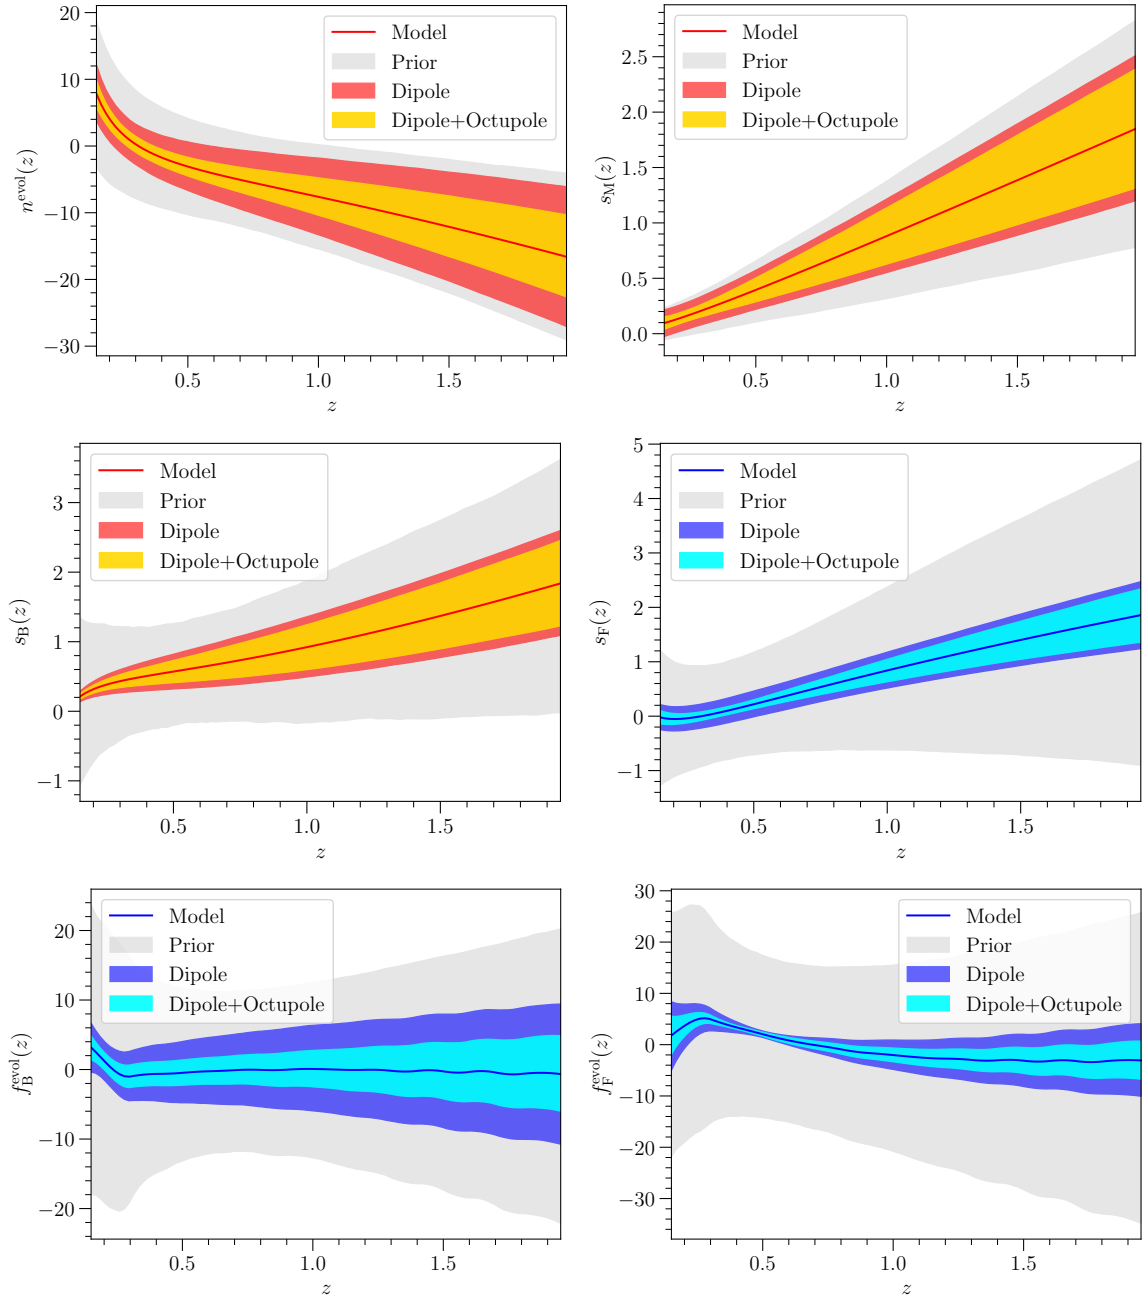 20
10
0
−10
−20
−30
n^evol(z)
Model
Prior
Dipole
Dipole+Octupole
0.5
1.0
1.5
z
2.5
2.0
1.5
1.0
0.5
0.0
s_M(z)
Model
Prior
Dipole
Dipole+Octupole
0.5
1.0
1.5
z
3
2
1
0
−1
s_B(z)
Model
Prior
Dipole
Dipole+Octupole
0.5
1.0
1.5
z
5
4
3
2
1
0
−1
s_F(z)
Model
Prior
Dipole
Dipole+Octupole
0.5
1.0
1.5
z
20
10
0
−10
−20
f_B^evol(z)
Model
Prior
Dipole
Dipole+Octupole
0.5
1.0
1.5
z
30
20
10
0
−10
−20
−30
f_F^evol(z)
Model
Prior
Dipole
Dipole+Octupole
0.5
1.0
1.5
z